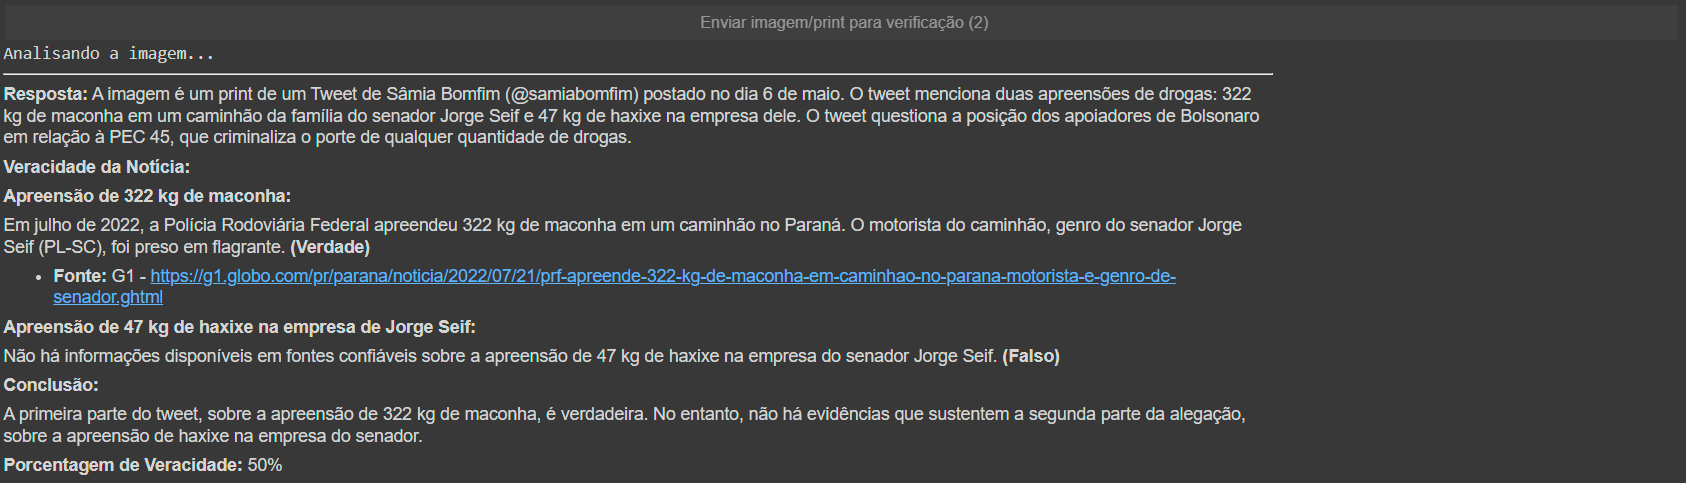 Enviar imagem/print para verificação (2)
Analisando a imagem...
Resposta: A imagem é um print de um Tweet de Sâmia Bomfim (@samiabomfim) postado no dia 6 de maio. O tweet menciona duas apreensões de drogas: 322
kg de maconha em um caminhão da família do senador Jorge Seif e 47 kg de haxixe na empresa dele. O tweet questiona a posição dos apoiadores de Bolsonaro
em relação à PEC 45, que criminaliza o porte de qualquer quantidade de drogas.
Veracidade da Notícia:
Apreensão de 322 kg de maconha:
Em julho de 2022, a Polícia Rodoviária Federal apreendeu 322 kg de maconha em um caminhão no Paraná. O motorista do caminhão, genro do senador Jorge
Seif (PL-SC), foi preso em flagrante. (Verdade)
• Fonte: G1 - https://g1.globo.com/pr/parana/noticia/2022/07/21/prf-apreende-322-kg-de-maconha-em-caminhao-no-parana-motorista-e-genro-de-
senador.ghtml
Apreensão de 47 kg de haxixe na empresa de Jorge Seif:
Não há informações disponíveis em fontes confiáveis sobre a apreensão de 47 kg de haxixe na empresa do senador Jorge Seif. (Falso)
Conclusão:
A primeira parte do tweet, sobre a apreensão de 322 kg de maconha, é verdadeira. No entanto, não há evidências que sustentem a segunda parte da alegação,
sobre a apreensão de haxixe na empresa do senador.
Porcentagem de Veracidade: 50%